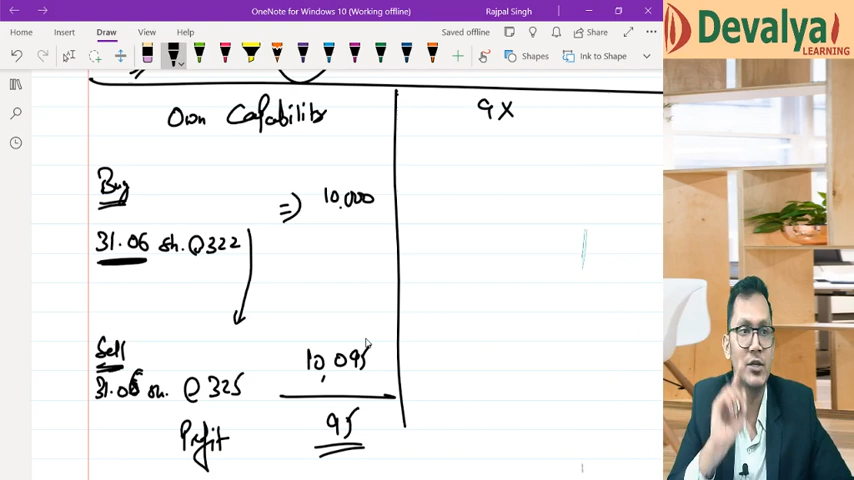 OneNote for Windows 10 (Working offline)
Rajpal Singh
Home
Insert
Draw
View
Help
Saved offline
Share
Shapes
Ink to Shape
Devalya
LEARNING
Own Capability
9X
Buy
=) 10,000
31.06 sh. @322
Sell
10,095
31.06 sh. @ 325
Profit
95